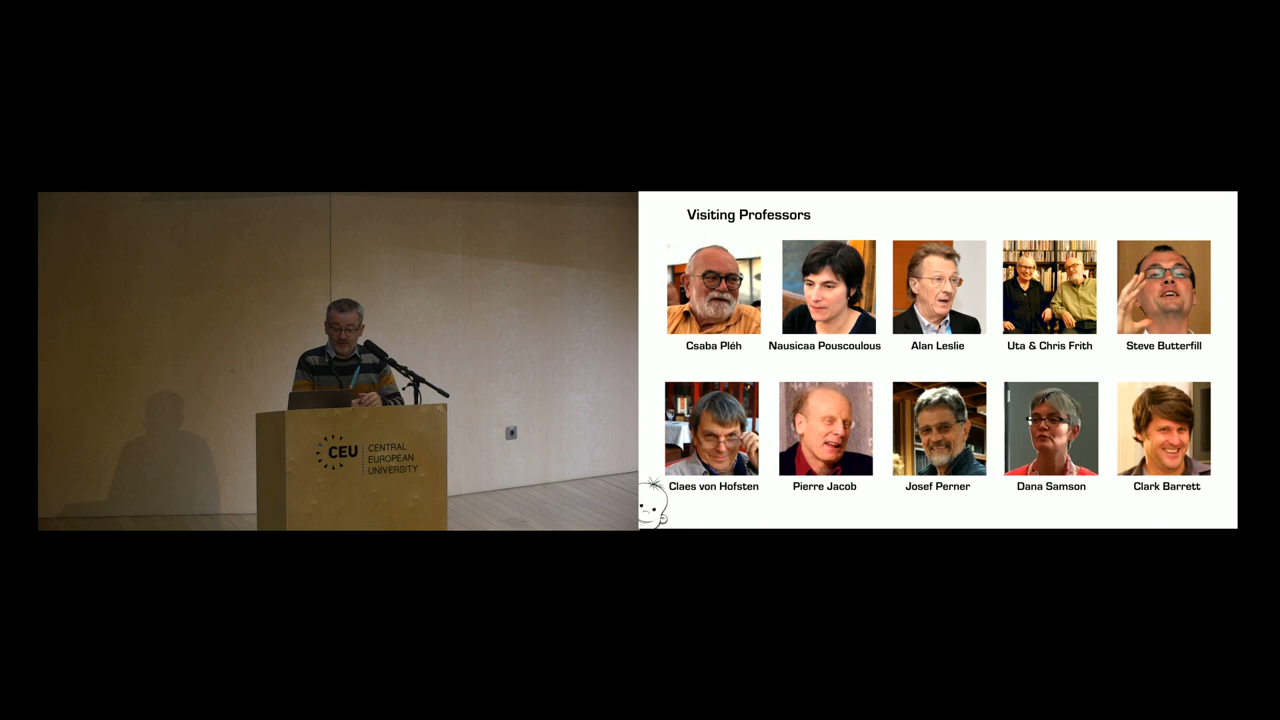 CEU
CENTRAL
EUROPEAN
UNIVERSITY
Visiting Professors
Csaba Pléh
Nausicaa Pouscoulous
Alan Leslie
Uta & Chris Frith
Steve Butterfill
Claes von Hofsten
Pierre Jacob
Josef Perner
Dana Samson
Clark Barrett